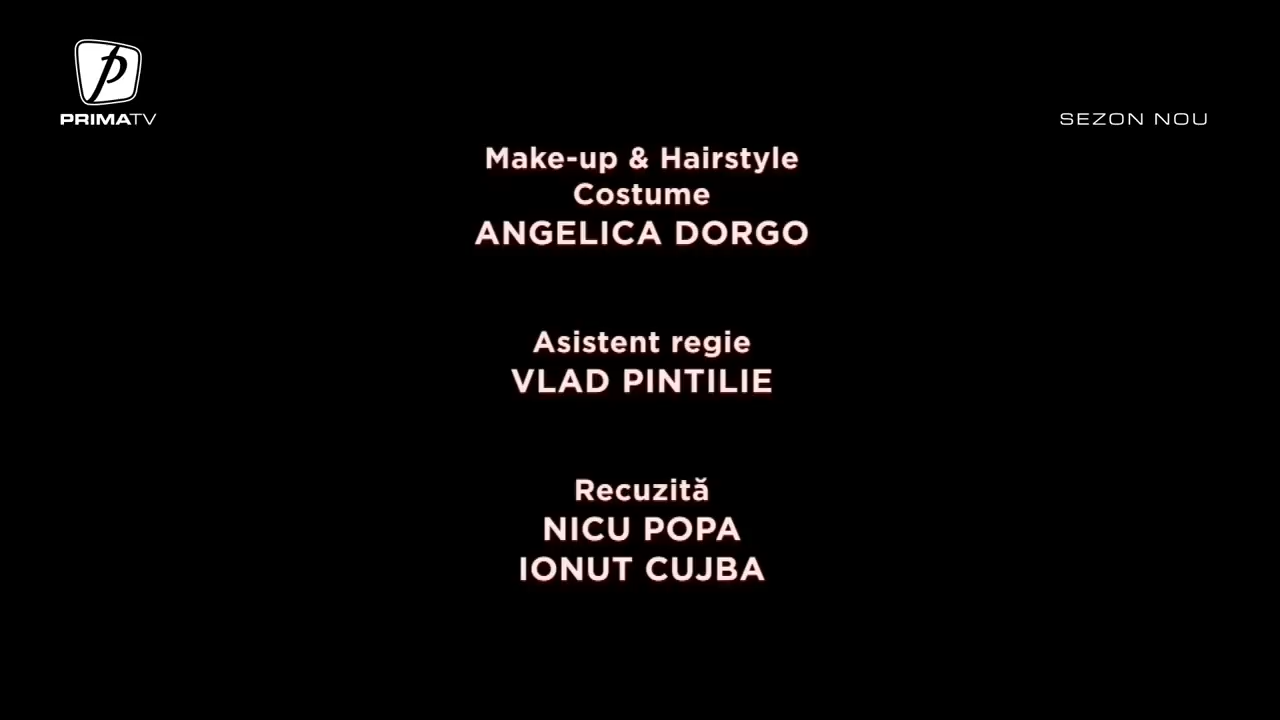 PRIMATV
SEZON NOU
Make-up & Hairstyle
Costume
ANGELICA DORGO
Asistent regie
VLAD PINTILIE
Recuzită
NICU POPA
IONUT CUJBA